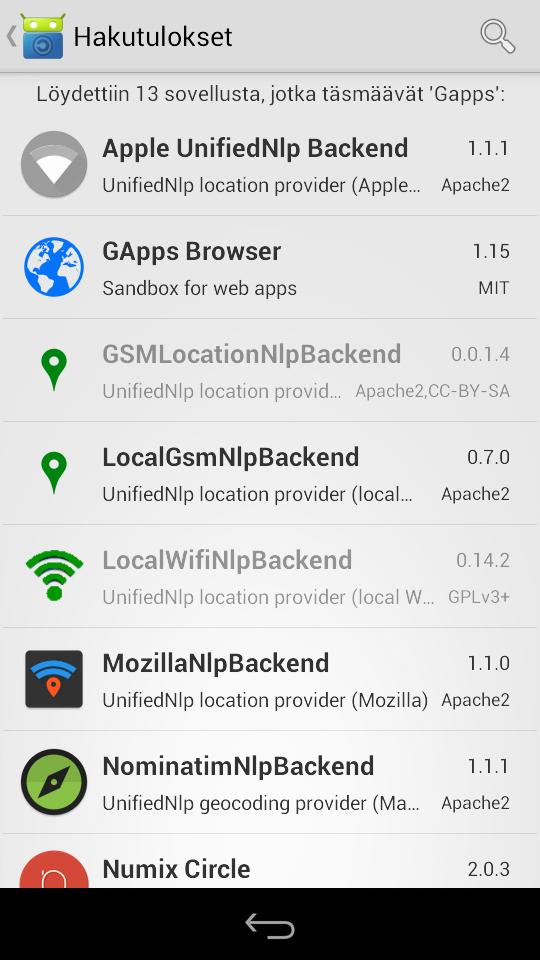 Hakutulokset
Löydettiin 13 sovellusta, jotka täsmäävät 'Gapps':
Apple UnifiedNlp Backend 1.1.1
UnifiedNlp location provider (Apple... Apache2
GApps Browser 1.15
Sandbox for web apps MIT
GSMLocationNlpBackend 0.0.1.4
UnifiedNlp location provid... Apache2,CC-BY-SA
LocalGsmNlpBackend 0.7.0
UnifiedNlp location provider (local... Apache2
LocalWifiNlpBackend 0.14.2
UnifiedNlp location provider (local W... GPLv3+
MozillaNlpBackend 1.1.0
UnifiedNlp location provider (Mozilla) Apache2
NominatimNlpBackend 1.1.1
UnifiedNlp geocoding provider (Ma... Apache2
Numix Circle 2.0.3